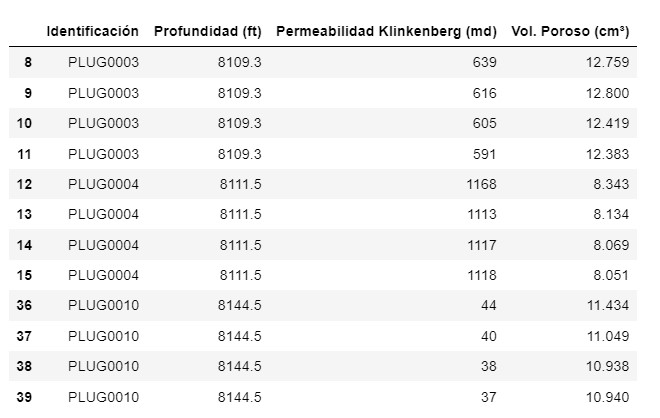 Identificación Profundidad (ft) Permeabilidad Klinkenberg (md) Vol. Poroso (cm³)
8 PLUG0003 8109.3 639 12.759
9 PLUG0003 8109.3 616 12.800
10 PLUG0003 8109.3 605 12.419
11 PLUG0003 8109.3 591 12.383
12 PLUG0004 8111.5 1168 8.343
13 PLUG0004 8111.5 1113 8.134
14 PLUG0004 8111.5 1117 8.069
15 PLUG0004 8111.5 1118 8.051
36 PLUG0010 8144.5 44 11.434
37 PLUG0010 8144.5 40 11.049
38 PLUG0010 8144.5 38 10.938
39 PLUG0010 8144.5 37 10.940